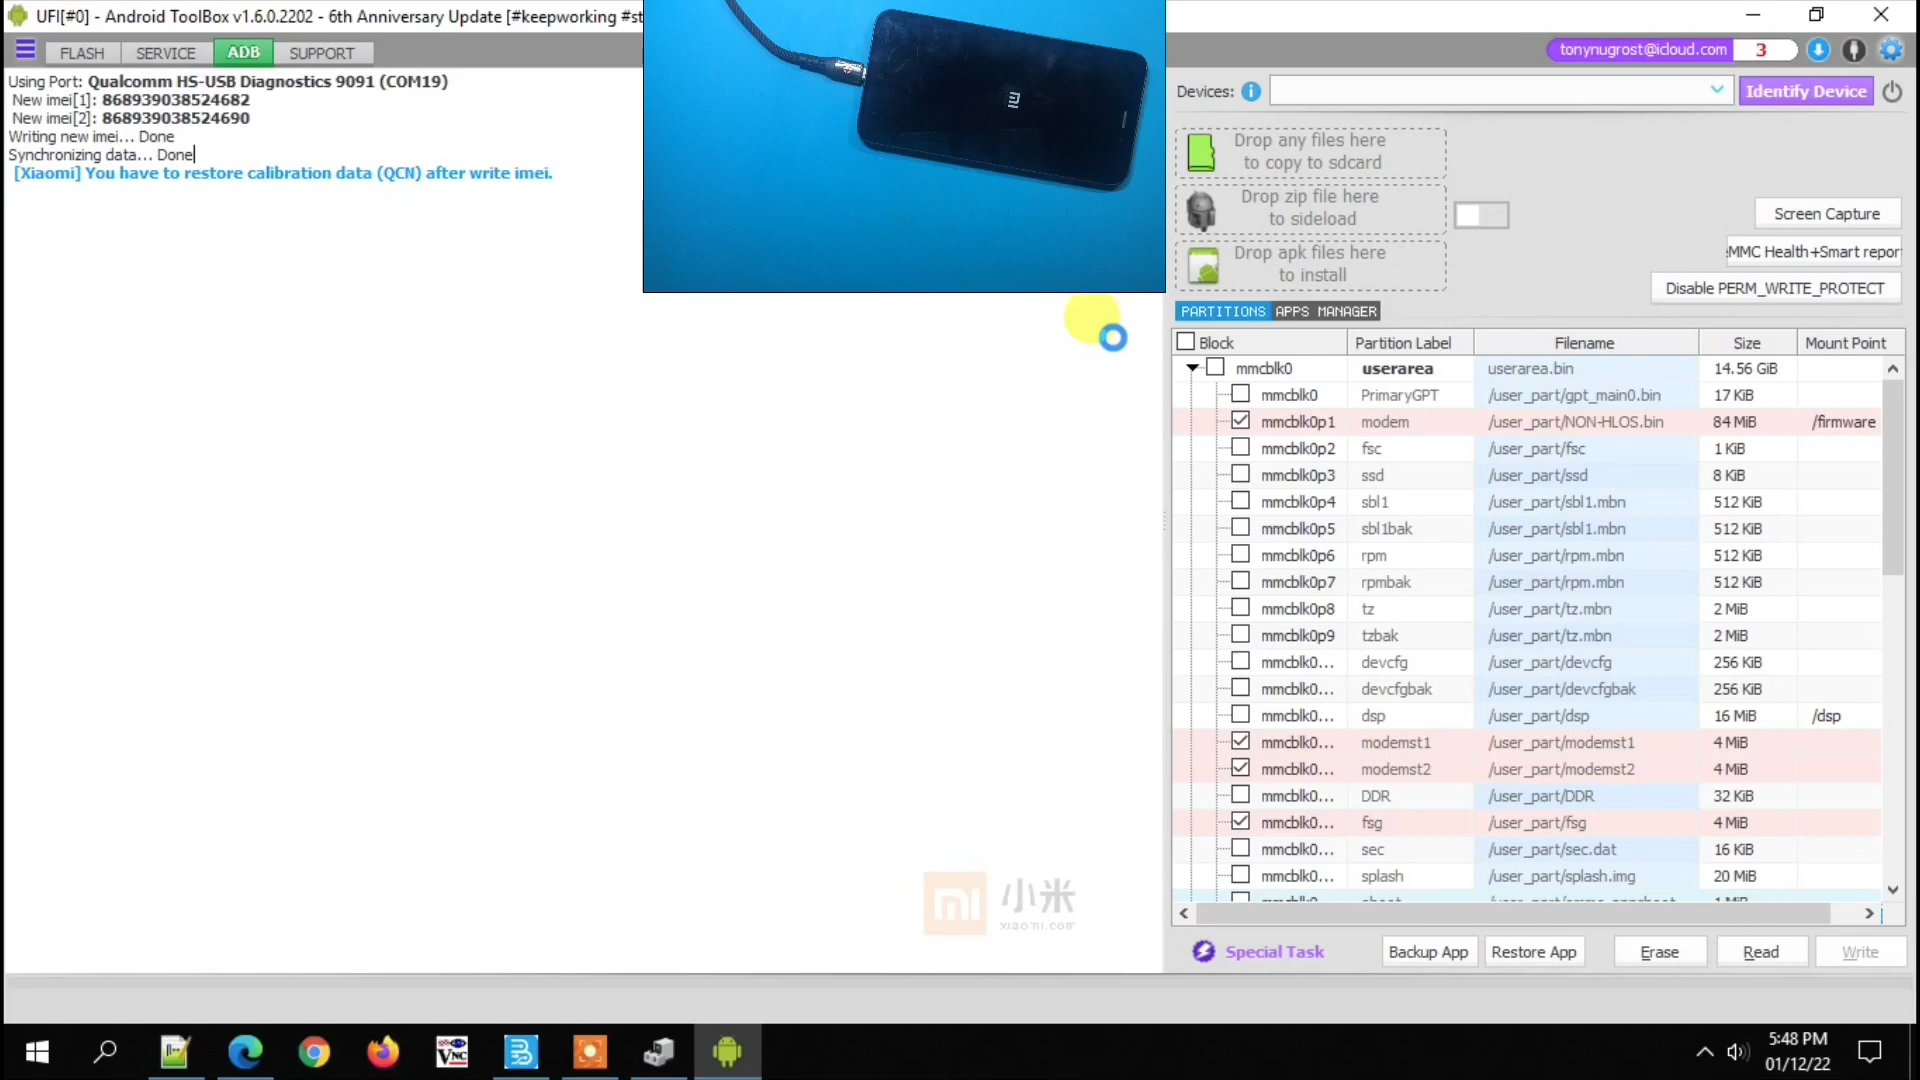 UFI[#0] - Android ToolBox v1.6.0.2202 - 6th Anniversary Update [#keepworking #st
FLASH SERVICE ADB SUPPORT
tonynugrost@icloud.com 3
Using Port: Qualcomm HS-USB Diagnostics 9091 (COM19)
New imei[1]: 868939038524682
New imei[2]: 868939038524690
Writing new imei... Done
Synchronizing data... Done
[Xiaomi] You have to restore calibration data (QCN) after write imei.
Devices: Identify Device
Drop any files here
to copy to sdcard
Drop zip file here
to sideload
Drop apk files here
to install
Screen Capture
MMC Health+Smart repor
Disable PERM_WRITE_PROTECT
PARTITIONS APPS MANAGER
Block Partition Label Filename Size Mount Point
mmcblk0 userarea userarea.bin 14.56 GiB
mmcblk0 PrimaryGPT /user_part/gpt_main0.bin 17 KiB
mmcblk0p1 modem /user_part/NON-HLOS.bin 84 MiB /firmware
mmcblk0p2 fsc /user_part/fsc 1 KiB
mmcblk0p3 ssd /user_part/ssd 8 KiB
mmcblk0p4 sbl1 /user_part/sbl1.mbn 512 KiB
mmcblk0p5 sbl1bak /user_part/sbl1.mbn 512 KiB
mmcblk0p6 rpm /user_part/rpm.mbn 512 KiB
mmcblk0p7 rpmbak /user_part/rpm.mbn 512 KiB
mmcblk0p8 tz /user_part/tz.mbn 2 MiB
mmcblk0p9 tzbak /user_part/tz.mbn 2 MiB
mmcblk0... devcfg /user_part/devcfg 256 KiB
mmcblk0... devcfgbak /user_part/devcfgbak 256 KiB
mmcblk0... dsp /user_part/dsp 16 MiB /dsp
mmcblk0... modemst1 /user_part/modemst1 4 MiB
mmcblk0... modemst2 /user_part/modemst2 4 MiB
mmcblk0... DDR /user_part/DDR 32 KiB
mmcblk0... fsg /user_part/fsg 4 MiB
mmcblk0... sec /user_part/sec.dat 16 KiB
mmcblk0... splash /user_part/splash.img 20 MiB
mi 小米
xiaomi.com
Special Task Backup App Restore App Erase Read Write
VNC
5:48 PM
01/12/22